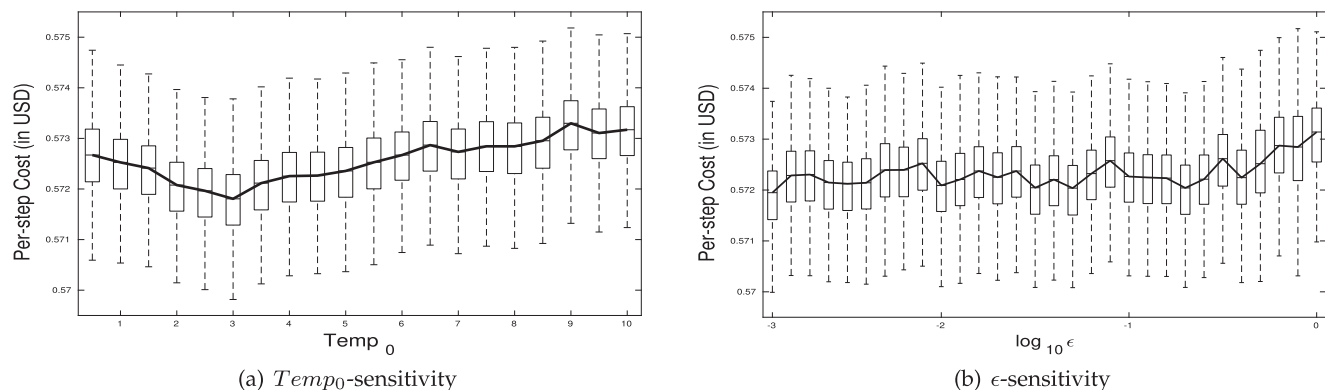 0.575
0.574
0.573
0.572
0.571
0.57
Per-step Cost (in USD)
1 2 3 4 5 6 7 8 9 10
Temp 0
(a) Temp0-sensitivity
0.575
0.574
0.573
0.572
0.571
0.57
Per-step Cost (in USD)
-3 -2 -1 0
log 10 ϵ
(b) ϵ-sensitivity